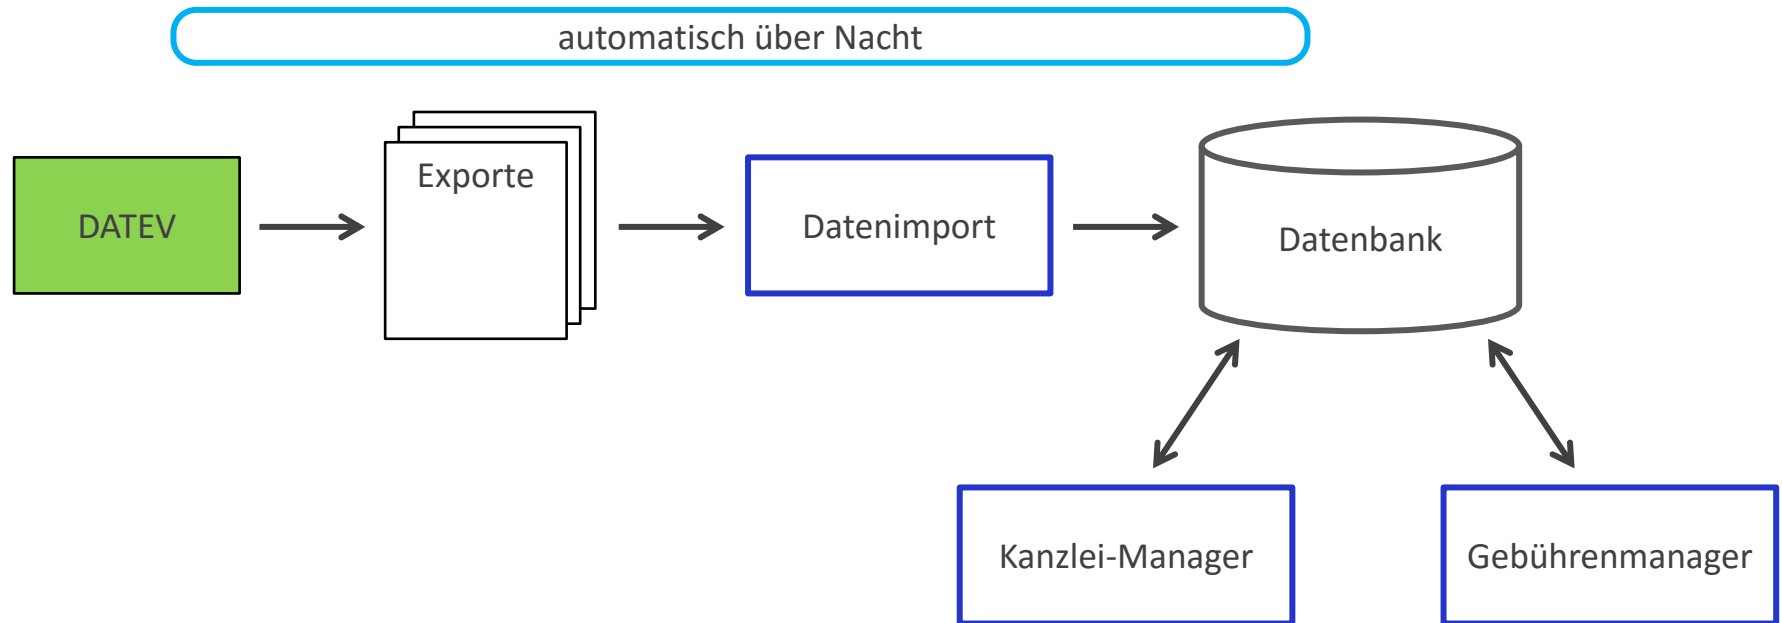 automatisch über Nacht
DATEV
Exporte
Datenimport
Datenbank
Kanzlei-Manager
Gebührenmanager